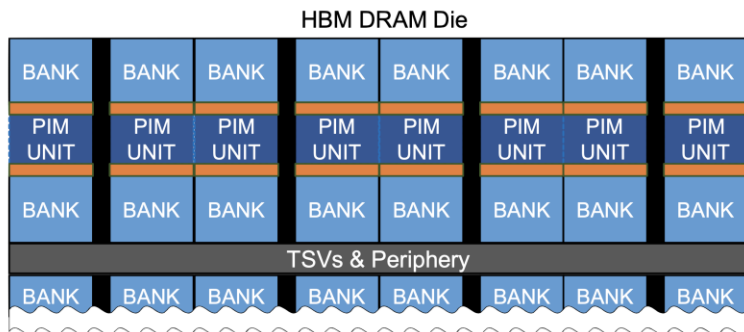 HBM DRAM Die
BANK BANK BANK BANK BANK BANK BANK BANK
PIM PIM PIM PIM PIM PIM PIM PIM
UNIT UNIT UNIT UNIT UNIT UNIT UNIT UNIT
BANK BANK BANK BANK BANK BANK BANK BANK
TSVs & Periphery
BANK BANK BANK BANK BANK BANK BANK BANK